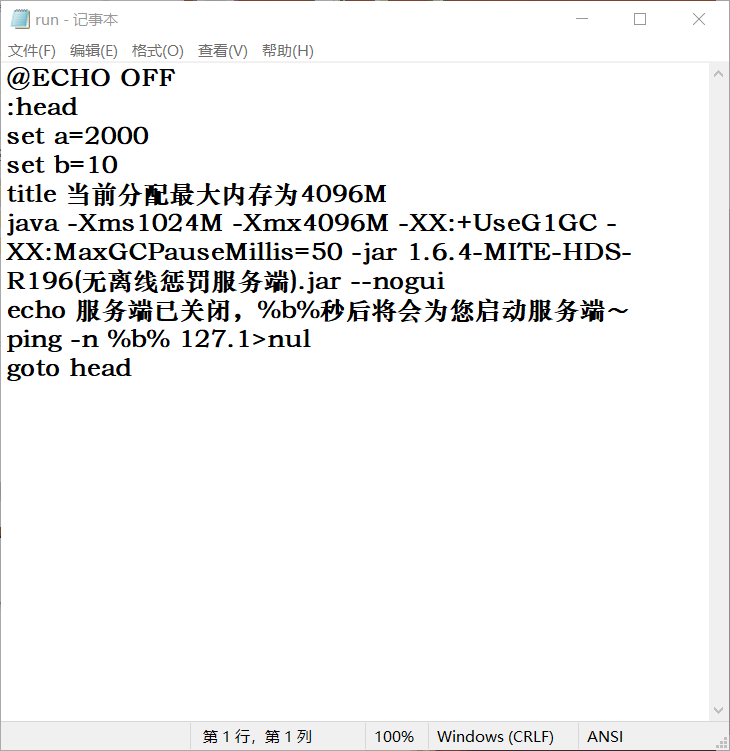 run - 记事本
文件(F) 编辑(E) 格式(O) 查看(V) 帮助(H)
@ECHO OFF
:head
set a=2000
set b=10
title 当前分配最大内存为4096M
java -Xms1024M -Xmx4096M -XX:+UseG1GC -
XX:MaxGCPauseMillis=50 -jar 1.6.4-MITE-HDS-
R196(无离线惩罚服务端).jar --nogui
echo 服务端已关闭，%b%秒后将会为您启动服务端～
ping -n %b% 127.1>nul
goto head
第 1 行，第 1 列 100% Windows (CRLF) ANSI